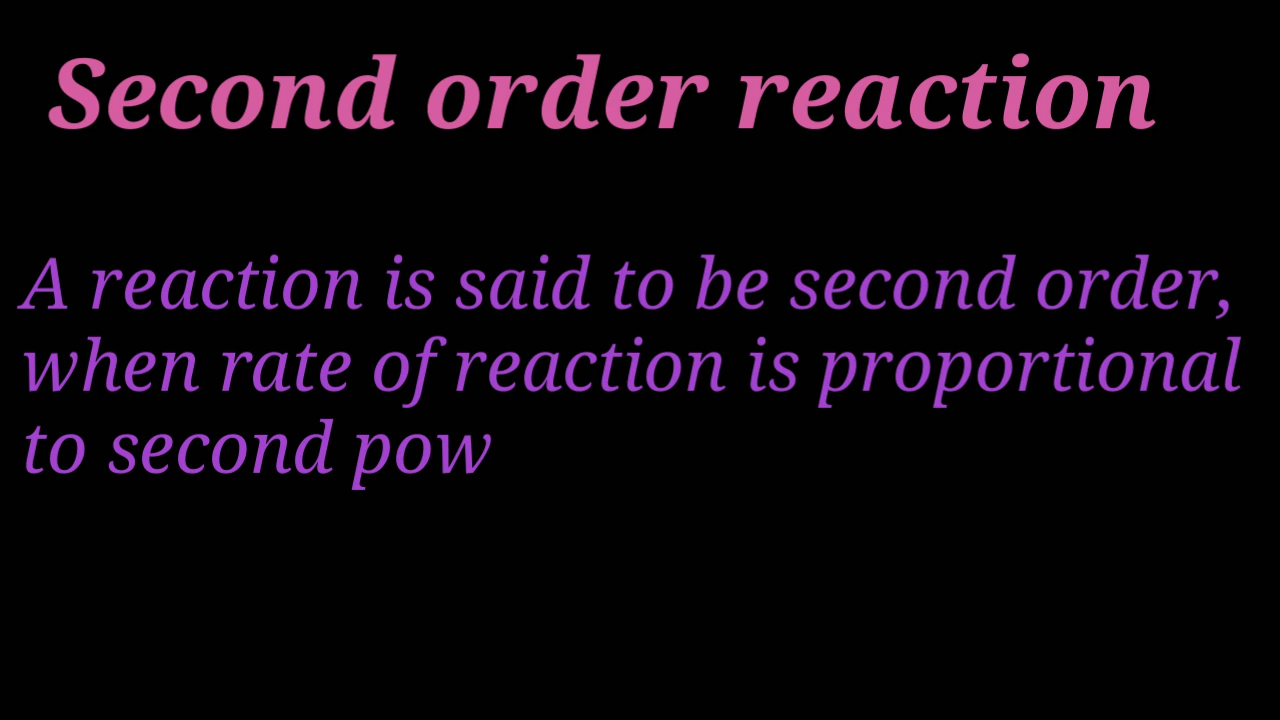 Second order reaction
A reaction is said to be second order,
when rate of reaction is proportional
to second pow